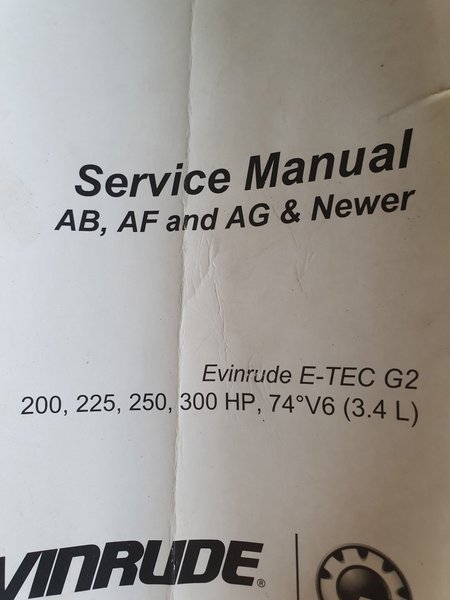 Service Manual
AB, AF and AG & Newer
Evinrude E-TEC G2
200, 225, 250, 300 HP, 74°V6 (3.4 L)
VINRUDE®